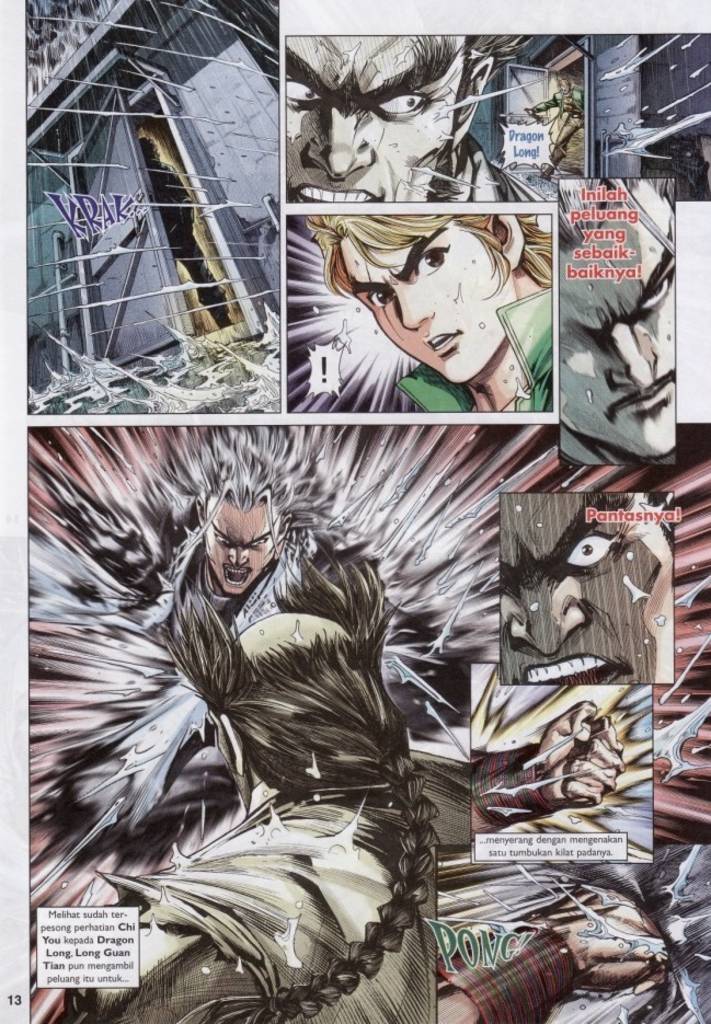 KRAK!
Dragon
Long!
Inilah
peluang
yang
sebaik-
baiknya!
!
Pantasnya!
...menyerang dengan mengenakan
satu tumbukan kilat padanya.
Melihat sudah ter-
pesong perhatian Chi
You kepada Dragon
Long, Long Guan
Tian pun mengambil
peluang itu untuk...
PONG!
13